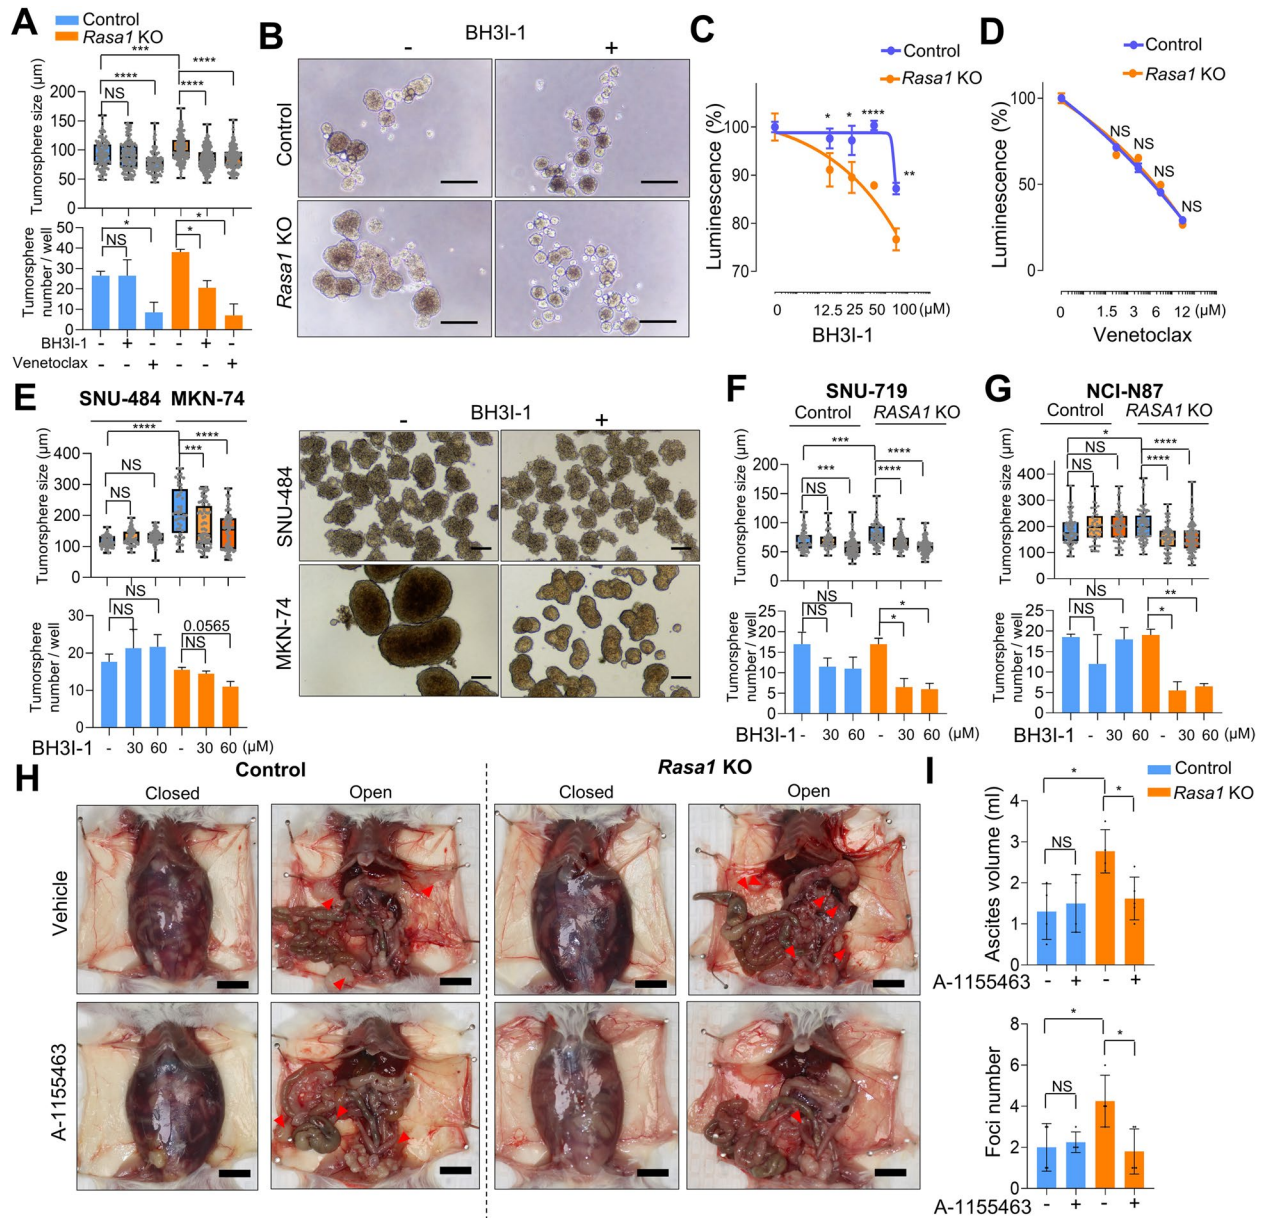 A
Control
Rasa1 KO
***
****
****
NS
****
Tumorsphere size (μm)
200
150
100
50
0
*
NS
*
*
Tumorsphere number / well
50
40
30
20
10
0
BH3I-1 - + - - + -
Venetoclax - - + - - +
B
BH3I-1
- +
Control
Rasa1 KO
C
Control
Rasa1 KO
Luminescence (%)
100
90
80
70
* * ****
**
0 12.5 25 50 100 (μM)
BH3I-1
D
Control
Rasa1 KO
Luminescence (%)
100
50
0
NS
NS
NS
NS
0 1.5 3 6 12 (μM)
Venetoclax
E
SNU-484 MKN-74
****
****
NS
***
NS
Tumorsphere size (μm)
400
300
200
100
0
NS
NS
0.0565
NS
Tumorsphere number / well
30
20
10
0
BH3I-1 - 30 60 - 30 60 (μM)
BH3I-1
- +
SNU-484
MKN-74
F
SNU-719
Control RASA1 KO
***
***
****
NS
****
Tumorsphere size (μm)
200
150
100
50
0
NS
NS
*
*
Tumorsphere number / well
25
20
15
10
5
0
BH3I-1 - 30 60 - 30 60 (μM)
G
NCI-N87
Control RASA1 KO
*
NS
****
NS
****
Tumorsphere size (μm)
400
300
200
100
0
NS
NS
**
*
Tumorsphere number / well
25
20
15
10
5
0
BH3I-1 - 30 60 - 30 60 (μM)
H
Control
Rasa1 KO
Closed Open Closed Open
Vehicle
A-1155463
I
Control
Rasa1 KO
*
*
NS
Ascites volume (ml)
4
3
2
1
0
A-1155463 - + - +
*
*
NS
Foci number
8
6
4
2
0
A-1155463 - + - +